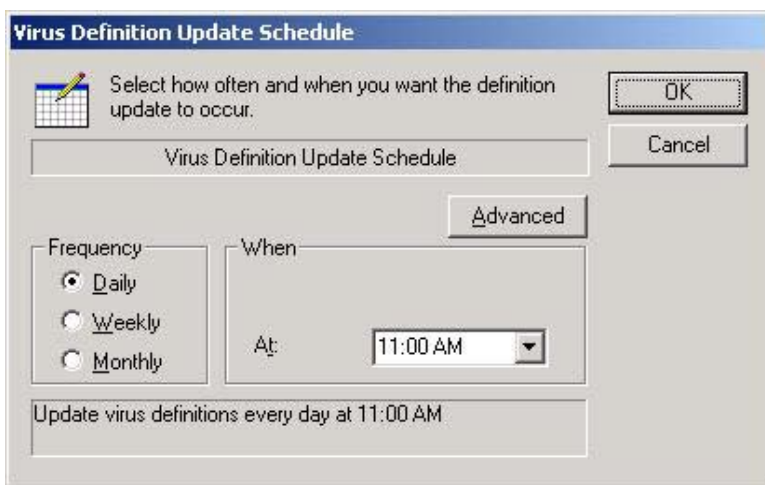 Virus Definition Update Schedule
Select how often and when you want the definition
update to occur.
OK
Cancel
Virus Definition Update Schedule
Advanced
Frequency
Daily
Weekly
Monthly
When
At:
11:00 AM
Update virus definitions every day at 11:00 AM